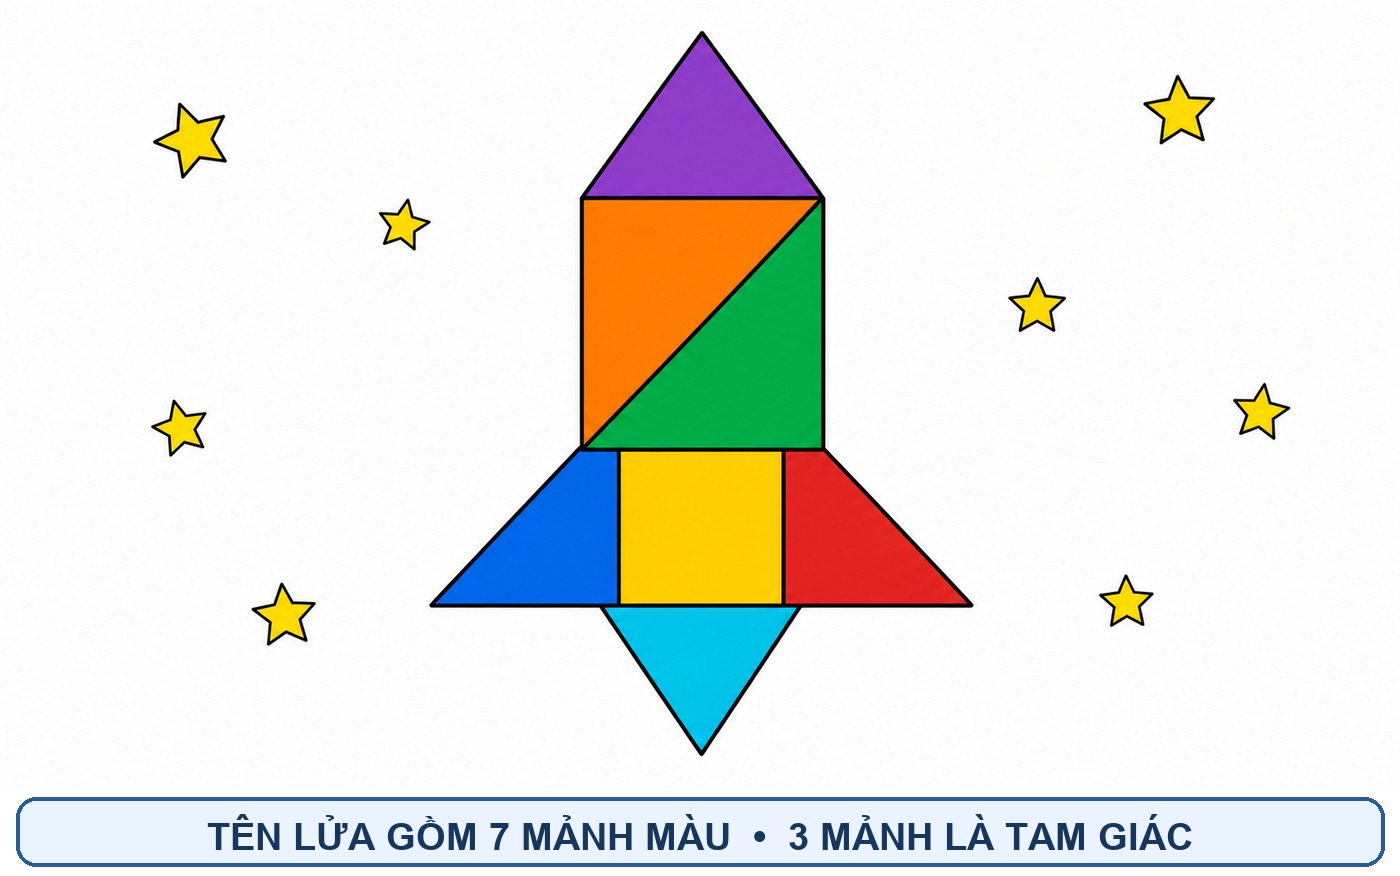 TÊN LỬA GỒM 7 MẢNH MÀU • 3 MẢNH LÀ TAM GIÁC